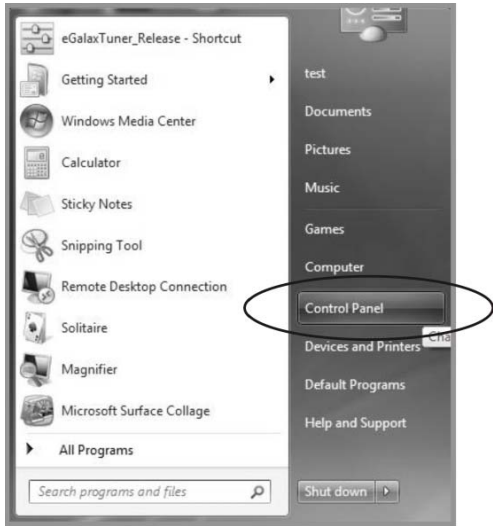 eGalaxTuner_Release - Shortcut
Getting Started
Windows Media Center
Calculator
Sticky Notes
Snipping Tool
Remote Desktop Connection
Solitaire
Magnifier
Microsoft Surface Collage
All Programs
Search programs and files
test
Documents
Pictures
Music
Games
Computer
Control Panel
Devices and Printers
Default Programs
Help and Support
Shut down